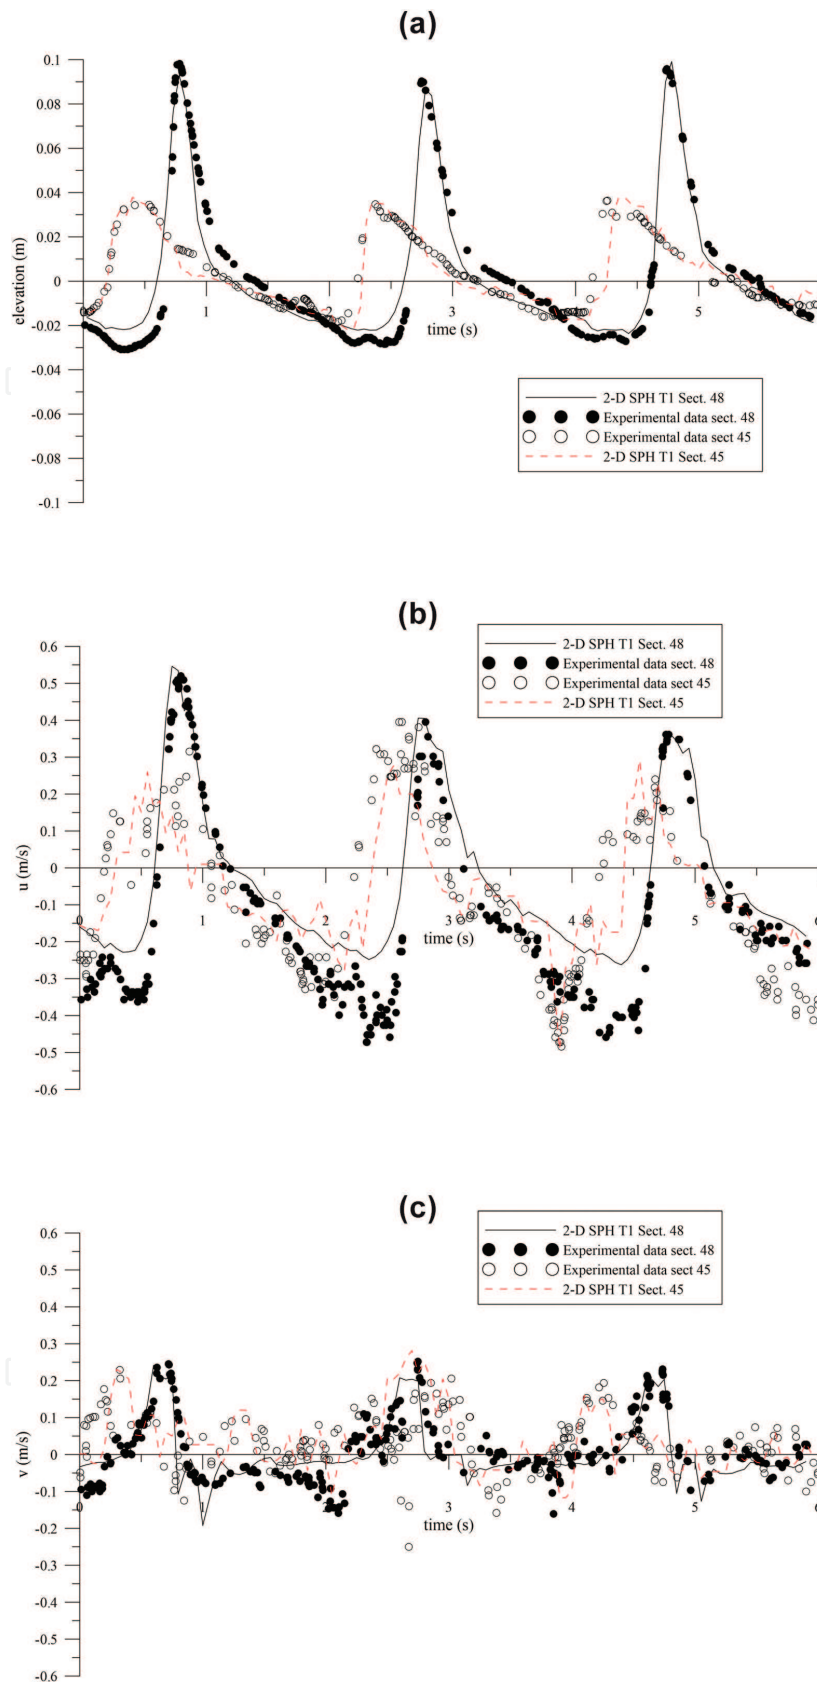 (a)
0.1
0.08
0.06
0.04
0.02
0
-0.02
-0.04
-0.06
-0.08
-0.1
elevation (m)
1
2
3
4
5
time (s)
2-D SPH T1 Sect. 48
Experimental data sect. 48
Experimental data sect 45
2-D SPH T1 Sect. 45
(b)
2-D SPH T1 Sect. 48
Experimental data sect. 48
Experimental data sect 45
2-D SPH T1 Sect. 45
0.6
0.5
0.4
0.3
0.2
0.1
0
-0.1
-0.2
-0.3
-0.4
-0.5
-0.6
u (m/s)
0
1
2
3
4
5
6
time (s)
(c)
2-D SPH T1 Sect. 48
Experimental data sect. 48
Experimental data sect 45
2-D SPH T1 Sect. 45
0.6
0.5
0.4
0.3
0.2
0.1
0
-0.1
-0.2
-0.3
-0.4
-0.5
-0.6
v (m/s)
0
1
2
3
4
5
6
time (s)